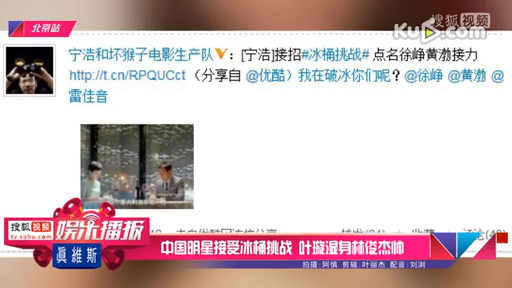 北京站
搜狐视频
Ku6.com
宁浩和坏猴子电影生产队V：[宁浩]接招#冰桶挑战# 点名徐峥黄渤接力
http://t.cn/RPQUCct（分享自 @优酷）我在破冰你们呢？@徐峥 @黄渤 @
雷佳音
搜狐视频
娱乐播报
真维斯
中国明星接受冰桶挑战 叶璇湿身林俊杰帅
拍摄：阿慎 剪辑：叶丽杰 配音：刘浏